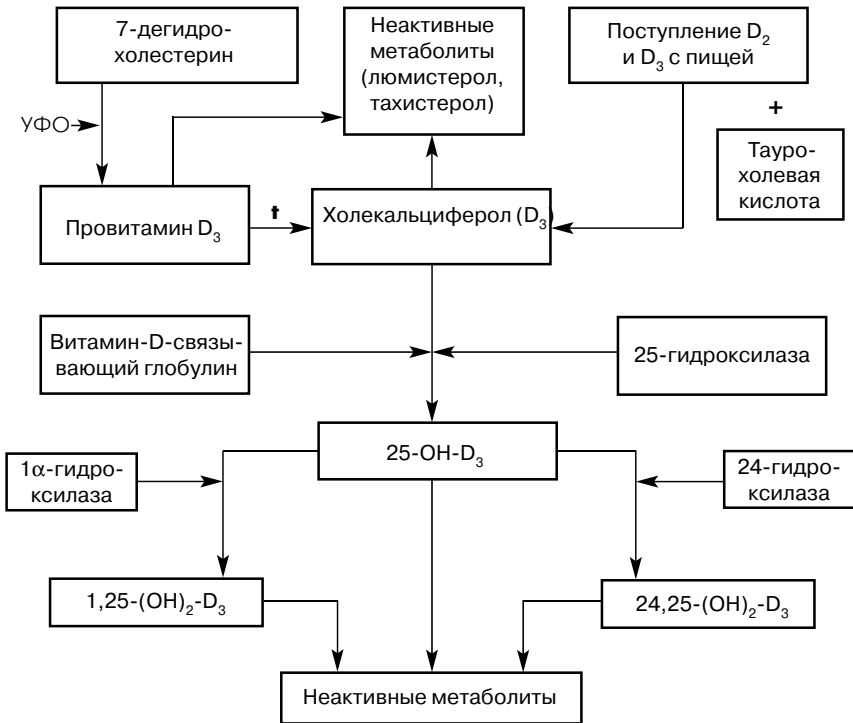 7-дегидро-
холестерин
Неактивные
метаболиты
(люмистерол,
тахистерол)
Поступление D₂
и D₃ с пищей
+
Тауро-
холевая
кислота
УФО
Провитамин D₃
t
Холекальциферол (D₃)
Витамин-D-связы-
вающий глобулин
25-гидроксилаза
25-OH-D₃
1α-гидро-
ксилаза
24-гидро-
ксилаза
1,25-(OH)₂-D₃
24,25-(OH)₂-D₃
Неактивные метаболиты